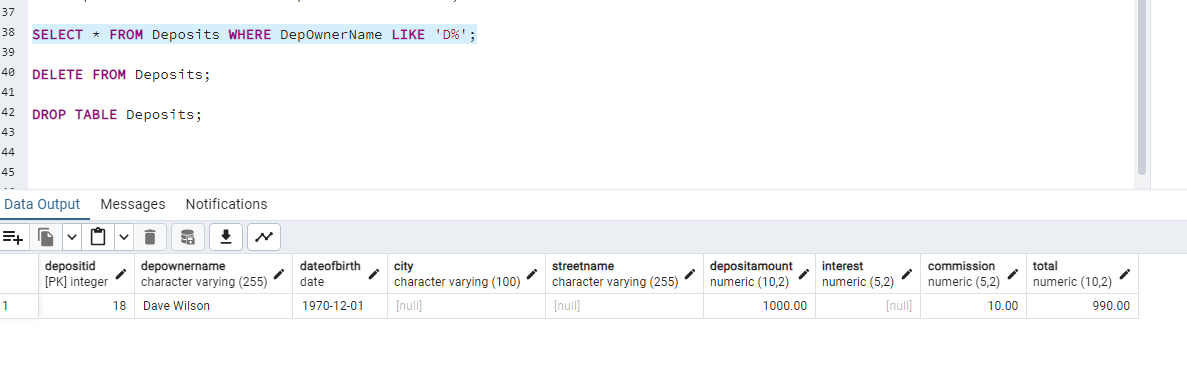 37
38 SELECT * FROM Deposits WHERE DepOwnerName LIKE 'D%';
39
40 DELETE FROM Deposits;
41
42 DROP TABLE Deposits;
43
44
45
Data Output Messages Notifications
depositid depownername dateofbirth city streetname depositamount interest commission total
[PK] integer character varying (255) date character varying (100) character varying (255) numeric (10,2) numeric (5,2) numeric (5,2) numeric (10,2)
1 18 Dave Wilson 1970-12-01 [null] [null] 1000.00 [null] 10.00 990.00